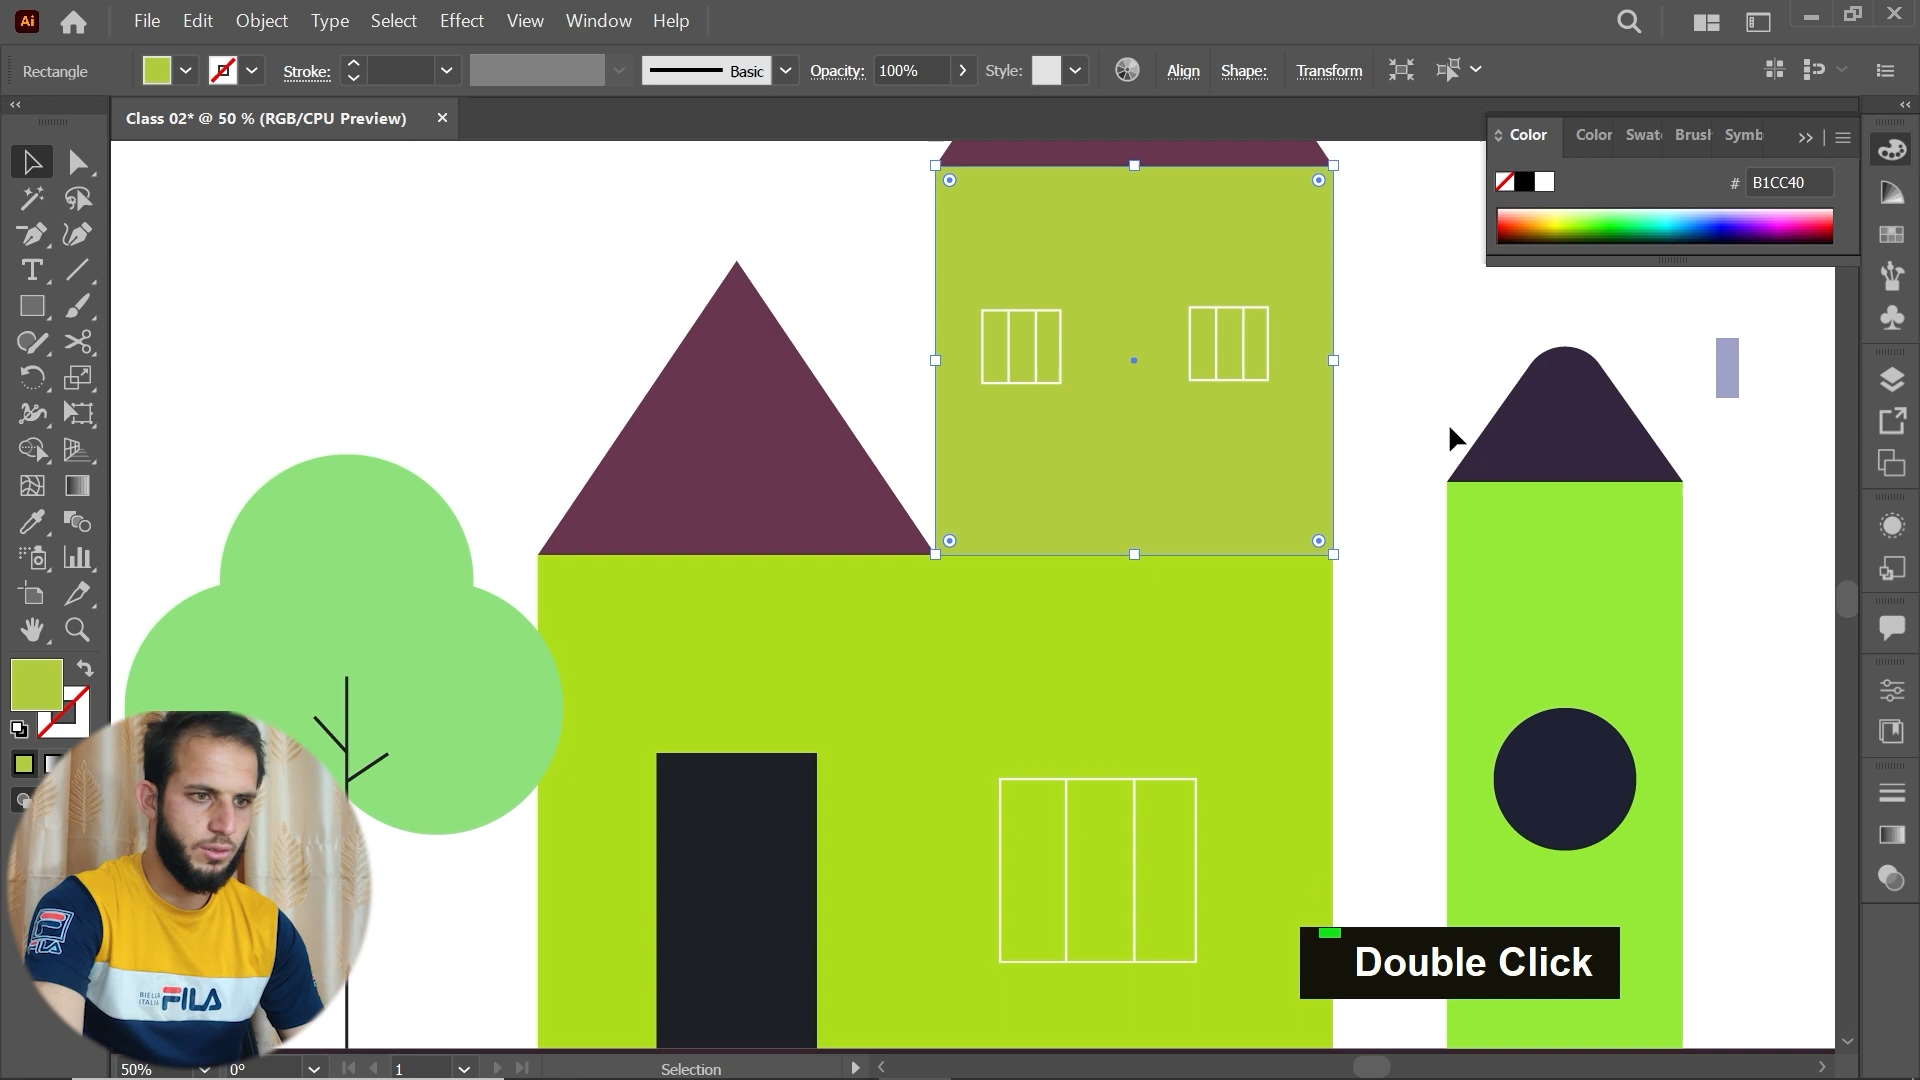 Ai File Edit Object Type Select Effect View Window Help
Rectangle Stroke: Basic Opacity: 100% Style: Align Shape: Transform
Class 02* @ 50 % (RGB/CPU Preview)
Color Color Swat Brush Symb
# B1CC40
BIELLA
ITALIA
FILA
FILA
Double Click
50% 0° 1 Selection